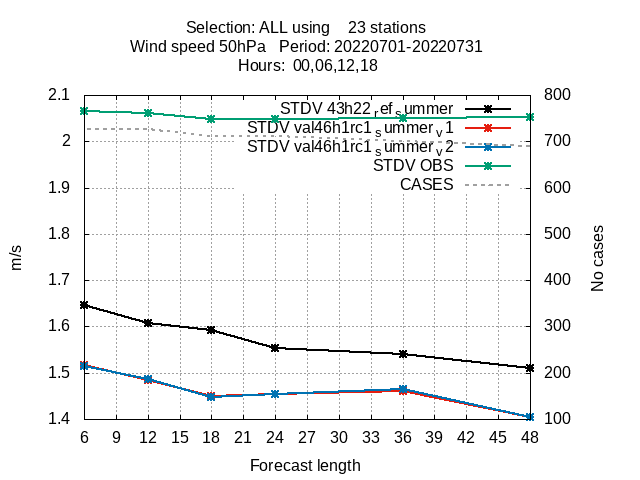 Selection: ALL using 23 stations
Wind speed 50hPa Period: 20220701-20220731
Hours: 00,06,12,18
2.1
2
1.9
1.8
1.7
1.6
1.5
1.4
m/s
STDV 43h22_ref_summer
STDV val46h1rc1_summer_v1
STDV val46h1rc1_summer_v2
STDV OBS
CASES
800
700
600
500
400
300
200
100
No cases
6 9 12 15 18 21 24 27 30 33 36 39 42 45 48
Forecast length